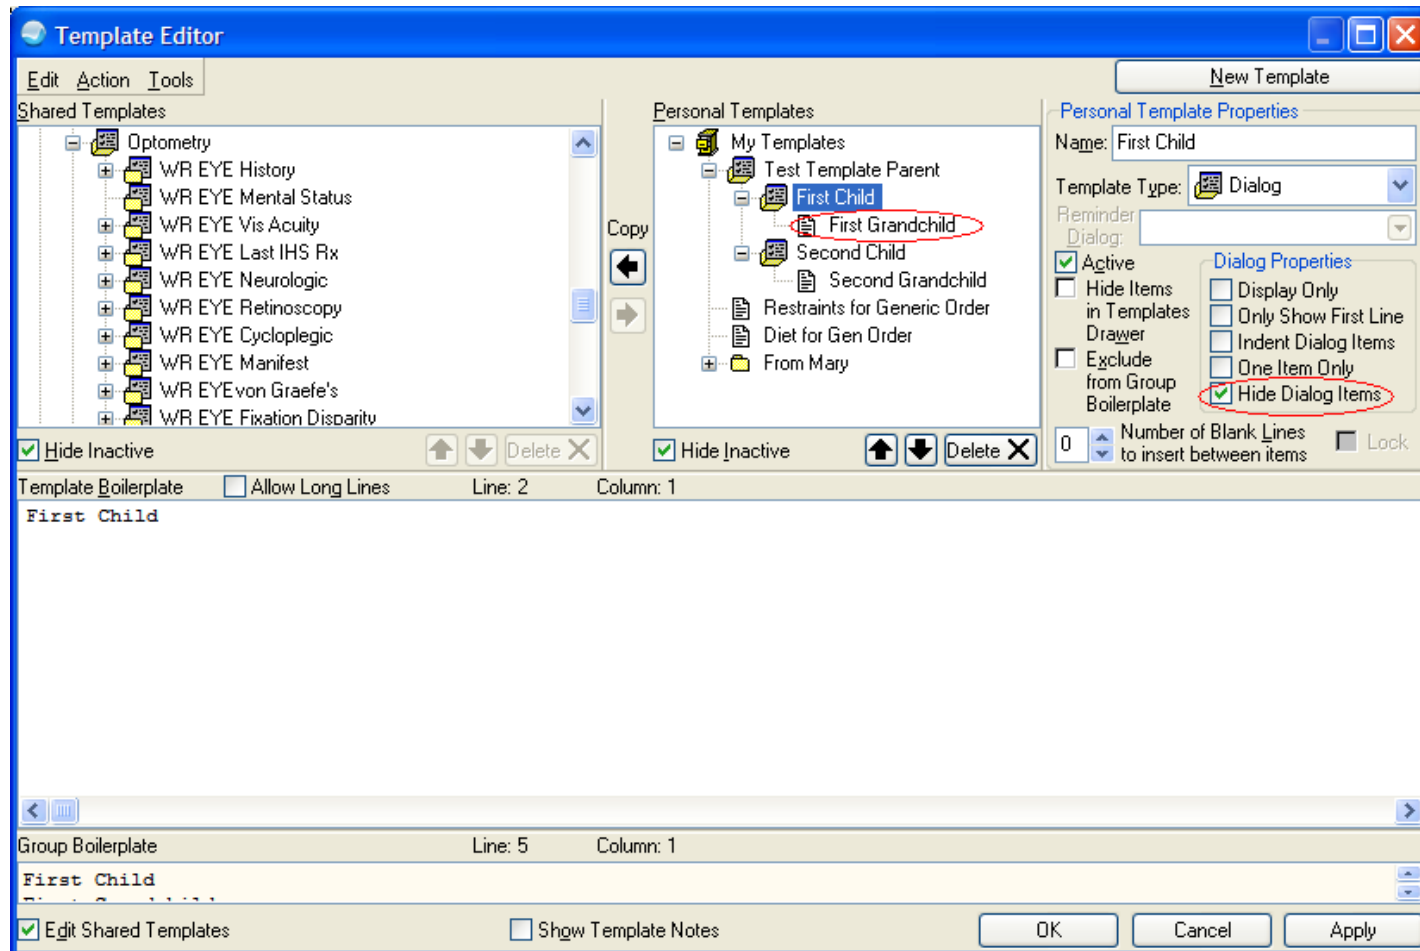 Template Editor
Edit Action Tools
New Template
Shared Templates
Optometry
WR EYE History
WR EYE Mental Status
WR EYE Vis Acuity
WR EYE Last IHS Rx
WR EYE Neurologic
WR EYE Retinoscopy
WR EYE Cycloplegic
WR EYE Manifest
WR EYEvon Graefe's
WR EYE Fixation Disparity
Hide Inactive
Delete
Copy
Personal Templates
My Templates
Test Template Parent
First Child
First Grandchild
Second Child
Second Grandchild
Restraints for Generic Order
Diet for Gen Order
From Mary
Hide Inactive
Delete
Personal Template Properties
Name: First Child
Template Type: Dialog
Reminder
Dialog:
Active
Hide Items
in Templates
Drawer
Exclude
from Group
Boilerplate
Dialog Properties
Display Only
Only Show First Line
Indent Dialog Items
One Item Only
Hide Dialog Items
0 Number of Blank Lines
to insert between items
Lock
Template Boilerplate Allow Long Lines Line: 2 Column: 1
First Child
Group Boilerplate Line: 5 Column: 1
First Child
Edit Shared Templates Show Template Notes OK Cancel Apply